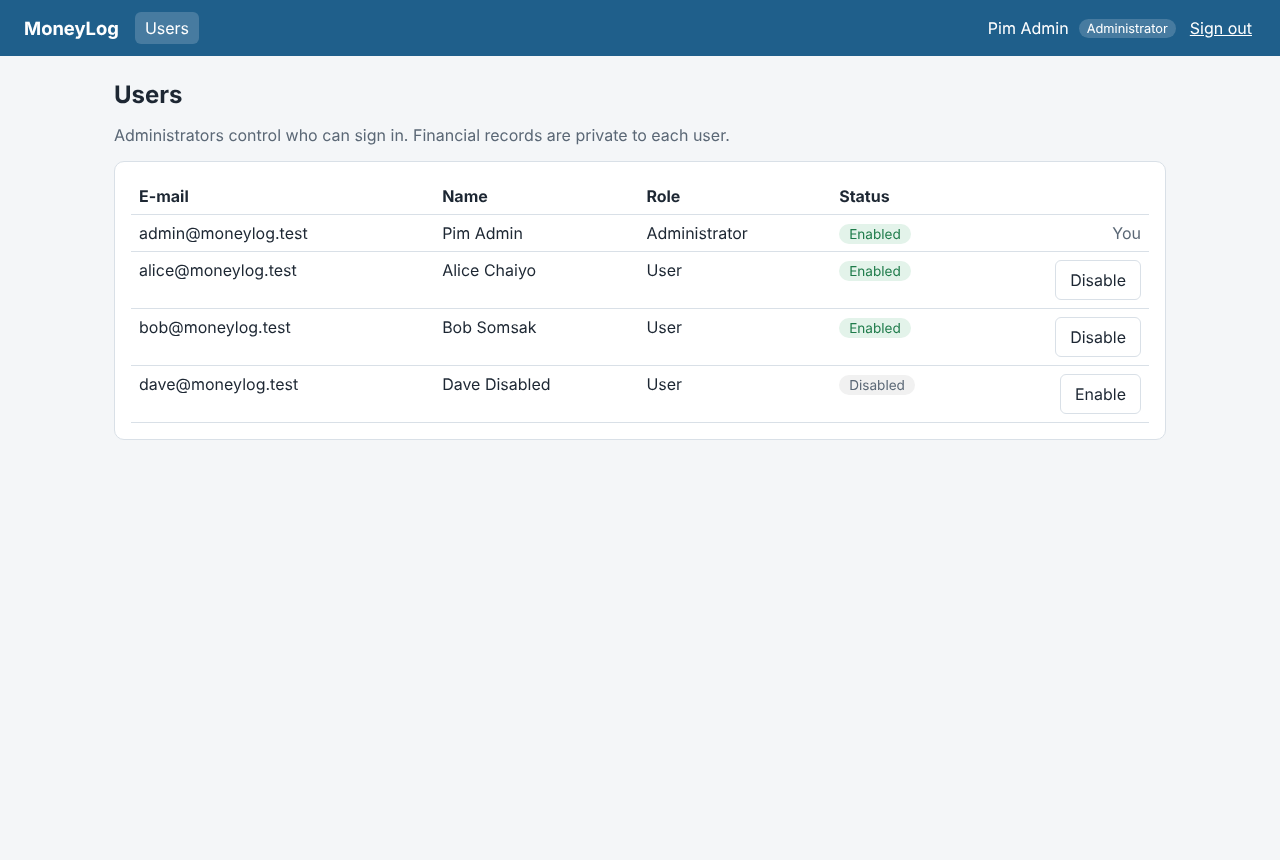 MoneyLog Users Pim Admin Administrator Sign out
Users
Administrators control who can sign in. Financial records are private to each user.
E-mail Name Role Status
admin@moneylog.test Pim Admin Administrator Enabled You
alice@moneylog.test Alice Chaiyo User Enabled Disable
bob@moneylog.test Bob Somsak User Enabled Disable
dave@moneylog.test Dave Disabled User Disabled Enable